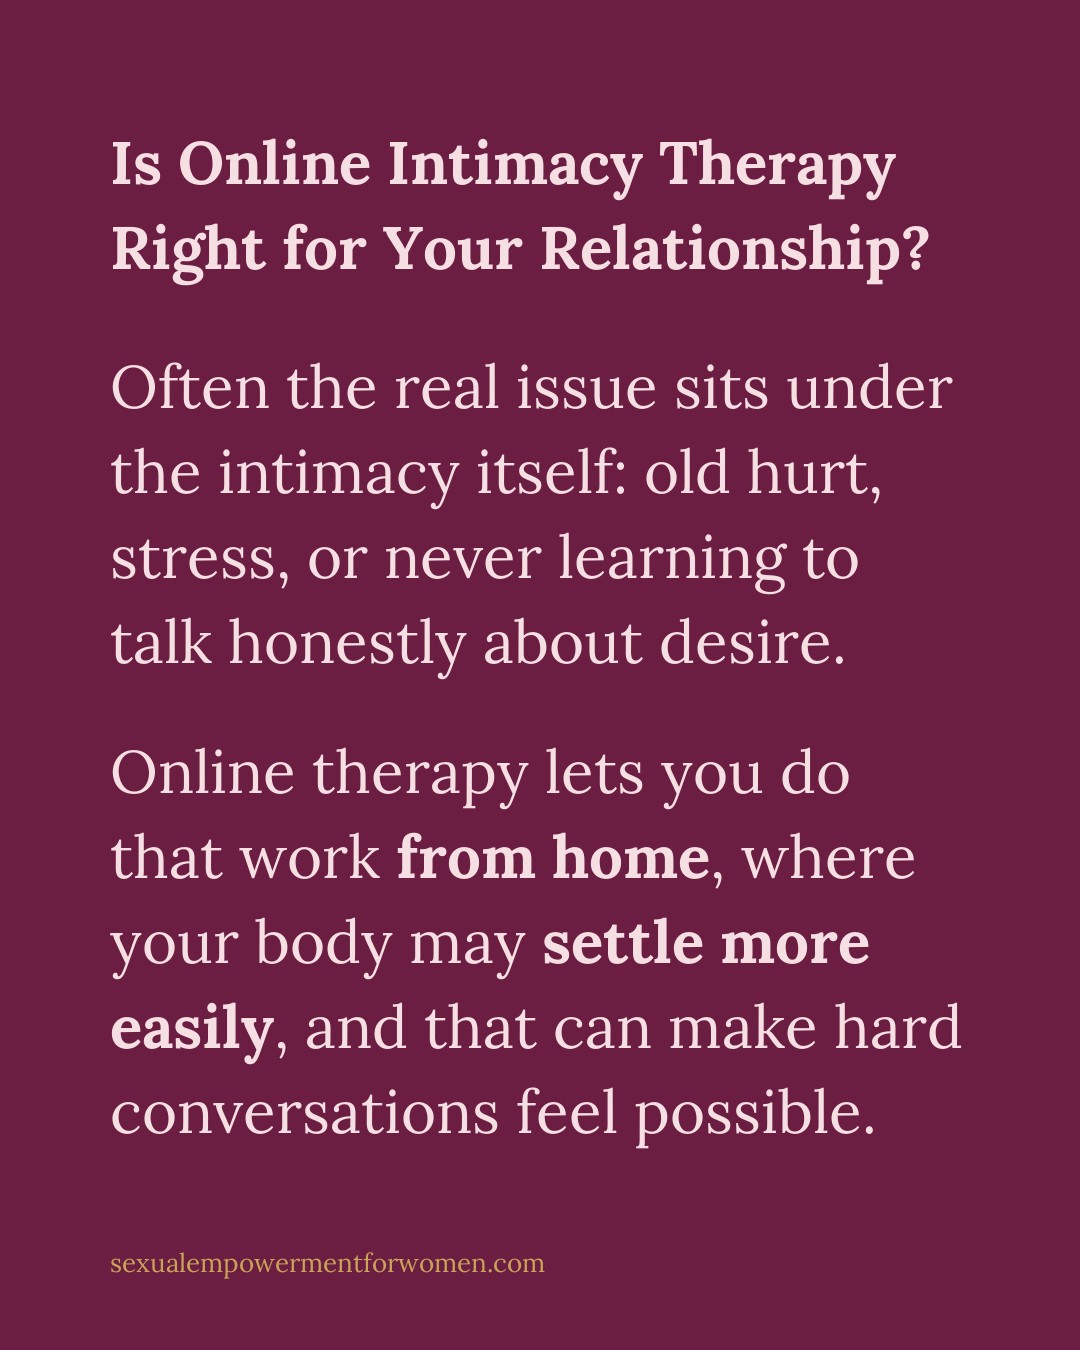 Is Online Intimacy Therapy
Right for Your Relationship?
Often the real issue sits under
the intimacy itself: old hurt,
stress, or never learning to
talk honestly about desire.
Online therapy lets you do
that work from home, where
your body may settle more
easily, and that can make hard
conversations feel possible.
sexualempowermentforwomen.com